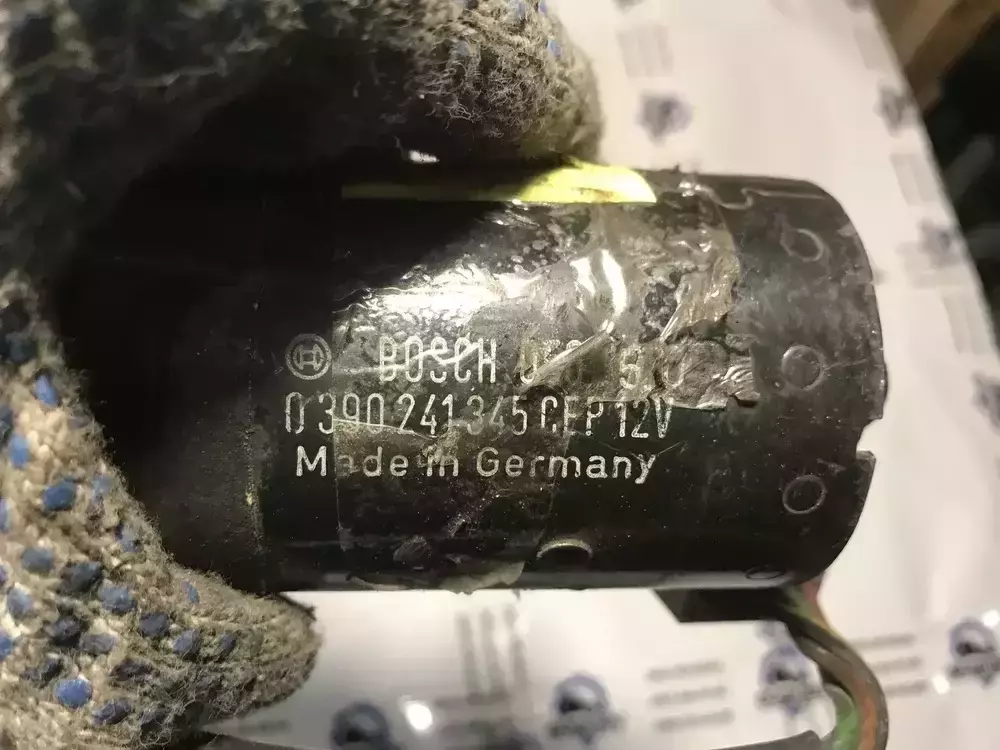 BOSCH
0 390 241 345 CEP 12V
Made in Germany